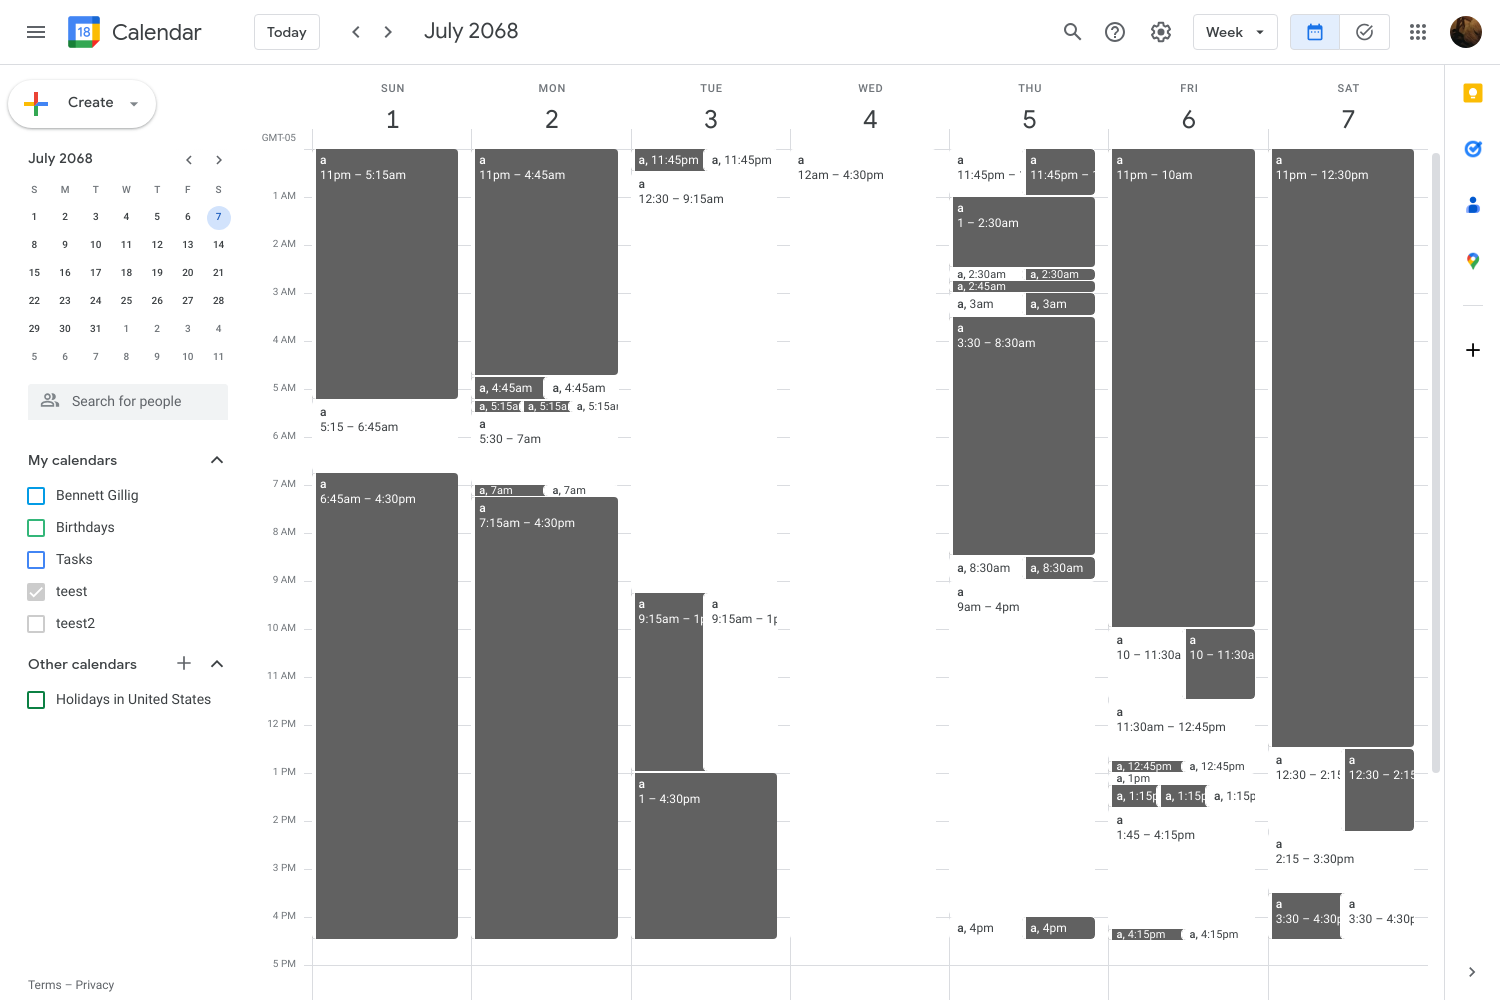 18
Calendar
Today
July 2068
Week
Create
July 2068
S M T W T F S
1 2 3 4 5 6 7
8 9 10 11 12 13 14
15 16 17 18 19 20 21
22 23 24 25 26 27 28
29 30 31 1 2 3 4
5 6 7 8 9 10 11
Search for people
My calendars
Bennett Gillig
Birthdays
Tasks
teest
teest2
Other calendars
Holidays in United States
Terms – Privacy
GMT-05
1 AM
2 AM
3 AM
4 AM
5 AM
6 AM
7 AM
8 AM
9 AM
10 AM
11 AM
12 PM
1 PM
2 PM
3 PM
4 PM
5 PM
SUN
1
a
11pm – 5:15am
a
5:15 – 6:45am
a
6:45am – 4:30pm
MON
2
a
11pm – 4:45am
a, 4:45am
a, 4:45am
a, 5:15a
a, 5:15a
a, 5:15a
a
5:30 – 7am
a, 7am
a, 7am
a
7:15am – 4:30pm
TUE
3
a, 11:45pm
a, 11:45pm
a
12:30 – 9:15am
a
9:15am – 1p
a
9:15am – 1p
a
1 – 4:30pm
WED
4
a
12am – 4:30pm
THU
5
a
11:45pm –
a
11:45pm –
a
1 – 2:30am
a, 2:30am
a, 2:30am
a, 2:45am
a, 3am
a, 3am
a
3:30 – 8:30am
a, 8:30am
a, 8:30am
a
9am – 4pm
a, 4pm
a, 4pm
FRI
6
a
11pm – 10am
a
10 – 11:30a
a
10 – 11:30a
a
11:30am – 12:45pm
a, 12:45pm
a, 12:45pm
a, 1pm
a, 1:15p
a, 1:15p
a, 1:15p
a
1:45 – 4:15pm
a, 4:15pm
a, 4:15pm
SAT
7
a
11pm – 12:30pm
a
12:30 – 2:15
a
12:30 – 2:15
a
2:15 – 3:30pm
a
3:30 – 4:30p
a
3:30 – 4:30p